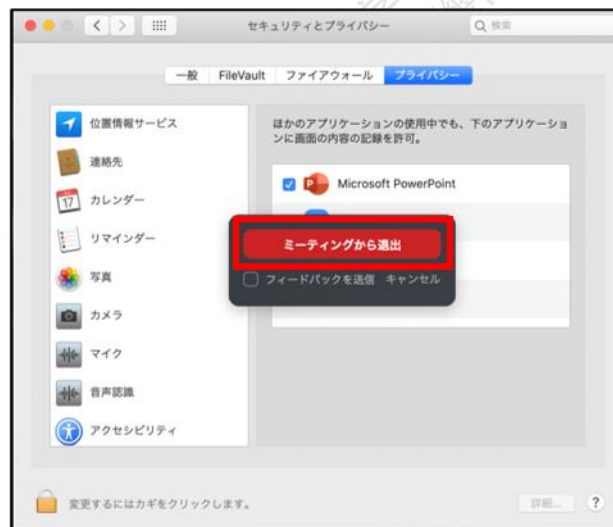 セキュリティとプライバシー
検索
一般
FileVault
ファイアウォール
プライバシー
位置情報サービス
連絡先
17
カレンダー
リマインダー
写真
カメラ
マイク
音声認識
アクセシビリティ
ほかのアプリケーションの使用中でも、下のアプリケーショ
ンに画面の内容の記録を許可。
Microsoft PowerPoint
ミーティングから退出
フィードバックを送信 キャンセル
変更するにはカギをクリックします。
詳細...
?